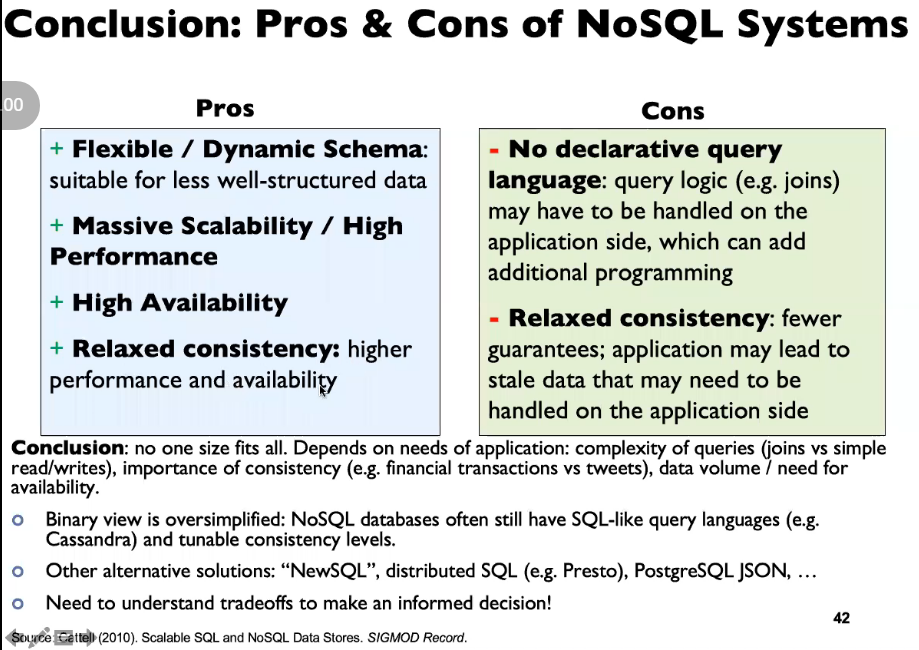 Conclusion: Pros & Cons of NoSQL Systems
00
Pros
+ Flexible / Dynamic Schema:
suitable for less well-structured data
+ Massive Scalability / High
Performance
+ High Availability
+ Relaxed consistency: higher
performance and availability
Cons
- No declarative query
language: query logic (e.g. joins)
may have to be handled on the
application side, which can add
additional programming
- Relaxed consistency: fewer
guarantees; application may lead to
stale data that may need to be
handled on the application side
Conclusion: no one size fits all. Depends on needs of application: complexity of queries (joins vs simple
read/writes), importance of consistency (e.g. financial transactions vs tweets), data volume / need for
availability.
Binary view is oversimplified: NoSQL databases often still have SQL-like query languages (e.g.
Cassandra) and tunable consistency levels.
Other alternative solutions: “NewSQL”, distributed SQL (e.g. Presto), PostgreSQL JSON, …
Need to understand tradeoffs to make an informed decision!
42
Source: Cattell (2010). Scalable SQL and NoSQL Data Stores. SIGMOD Record.